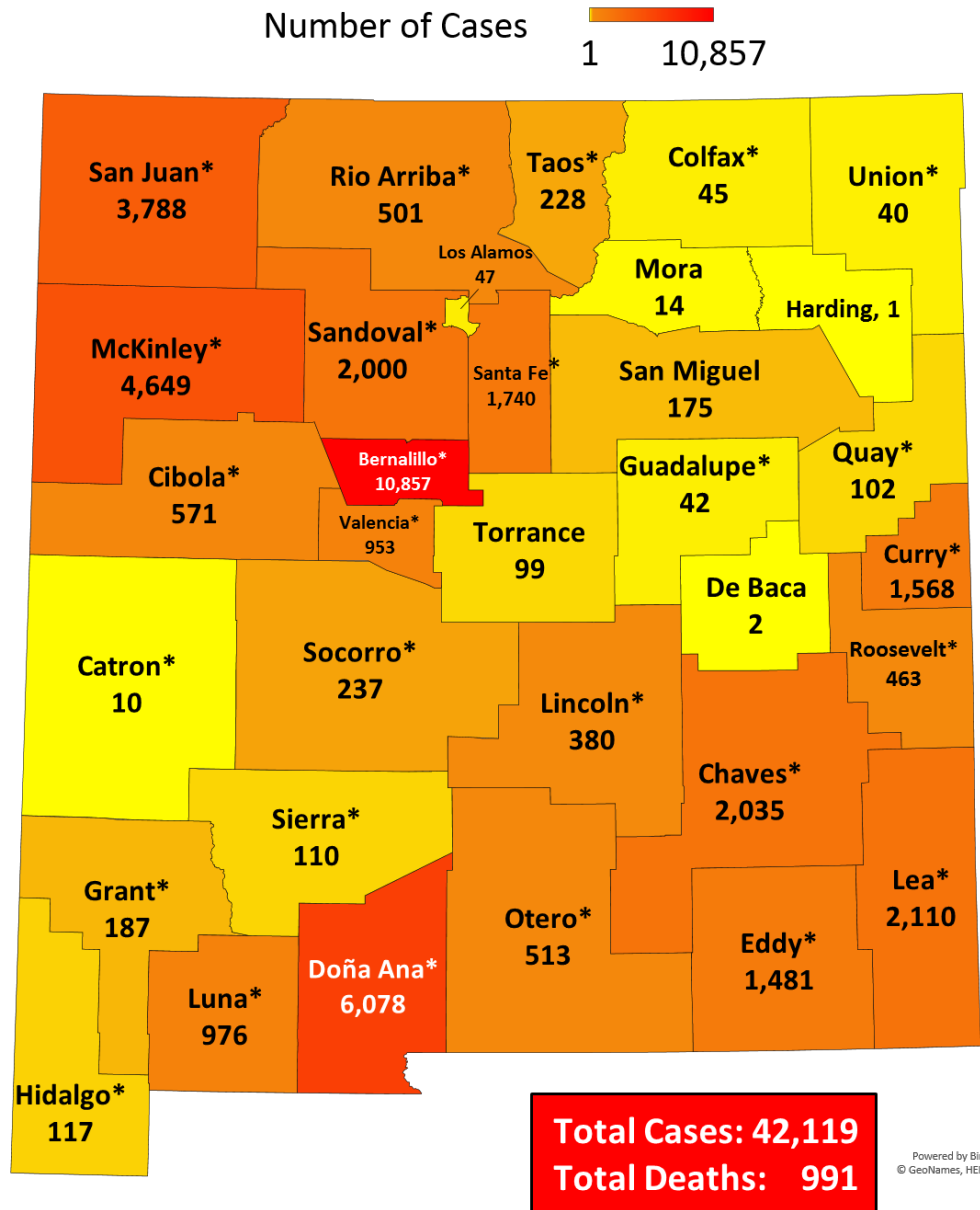 Number of Cases
1 10,857
San Juan*
3,788
Rio Arriba*
501
Taos*
228
Colfax*
45
Union*
40
Los Alamos
47
Mora
14
Harding, 1
McKinley*
4,649
Sandoval*
2,000
Santa Fe*
1,740
San Miguel
175
Bernalillo*
10,857
Cibola*
571
Guadalupe*
42
Quay*
102
Valencia*
953
Torrance
99
Curry*
1,568
De Baca
2
Catron*
10
Socorro*
237
Roosevelt*
463
Lincoln*
380
Chaves*
2,035
Sierra*
110
Grant*
187
Lea*
2,110
Otero*
513
Eddy*
1,481
Doña Ana*
6,078
Luna*
976
Hidalgo*
117
Total Cases: 42,119
Total Deaths: 991
Powered by
© GeoNames,